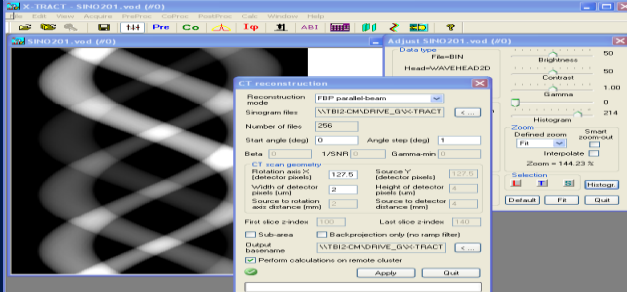 X-TRACT - SINO201.vod (#0)
File Edit View Acquire PreProc CoProc PostProc Calc Window Help
Pre Co Iφ ABI
SINO201.vod (#0)
Adjust SINO201.vod (#0)
Data type
File=BIN
Head=WAVEHEAD2D
50
Brightness
50
Contrast
1.00
Gamma
0
214
Histogram
Zoom
Defined zoom
Smart zoom-out
Fit
Interpolate
Zoom = 144.23 %
Selection
I T S Histogr
Default Fit Quit
CT reconstruction
Reconstruction mode FBP parallel-beam
Sinogram files \\TBI2-CM\DRIVE_G\X-TRACT < ...
Number of files 256
Start angle (deg) 0 Angle step (deg) 1
Beta 0 1/SNR 0 Gamma-min 0
CT scan geometry
Rotation axis X (detector pixels) 127.5 Source Y (detector pixels) 127.5
Width of detector pixels (um) 2 Height of detector pixels (um) 4
Source to rotation axis distance (mm) 2 Source to detector distance (mm) 4
First slice z-index 100 Last slice z-index 140
Sub-area Backprojection only (no ramp filter)
Output basename \\TBI2-CM\DRIVE_G\X-TRACT < ...
Perform calculations on remote cluster
Apply Quit